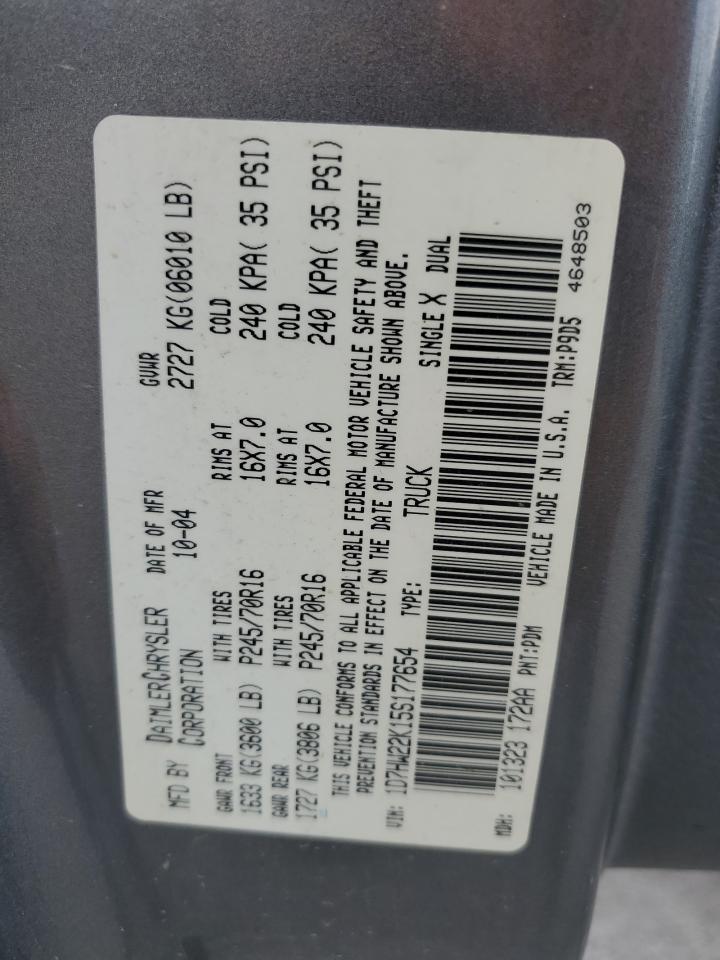 MFD BY DAIMLERCHRYSLER CORPORATION
DATE OF MFR 10-04
GVWR 2727 KG(06010 LB)
GAWR FRONT WITH TIRES RIMS AT COLD
1633 KG(3600 LB) P245/70R16 16X7.0 240 KPA( 35 PSI)
GAWR REAR WITH TIRES RIMS AT COLD
1727 KG(3806 LB) P245/70R16 16X7.0 240 KPA( 35 PSI)
THIS VEHICLE CONFORMS TO ALL APPLICABLE FEDERAL MOTOR VEHICLE SAFETY AND THEFT
PREVENTION STANDARDS IN EFFECT ON THE DATE OF MANUFACTURE SHOWN ABOVE.
VIN: 1D7HW22K15S177654 TYPE: TRUCK SINGLE X DUAL
MDH: 101323 172AA PNT:PDM VEHICLE MADE IN U.S.A. TRM:P9D5 4648503